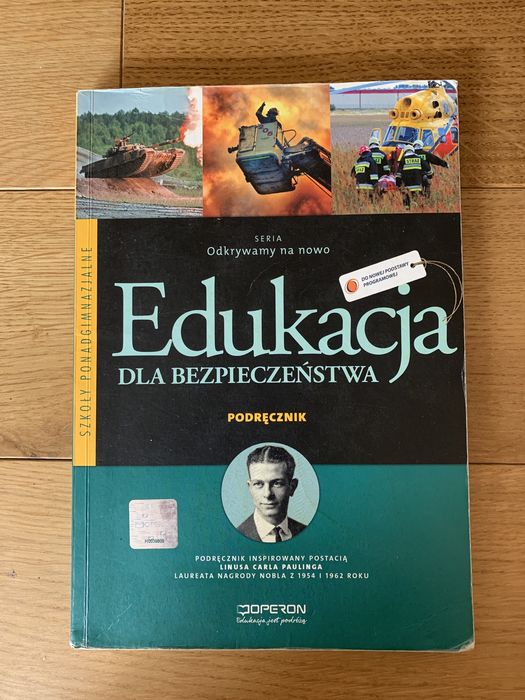 SERIA
Odkrywamy na nowo
DO NOWEJ PODSTAWY
PROGRAMOWEJ
Edukacja
DLA BEZPIECZEŃSTWA
PODRĘCZNIK
SZKOŁY PONADGIMNAZJALNE
PODRĘCZNIK INSPIROWANY POSTACIĄ
LINUSA CARLA PAULINGA
LAUREATA NAGRODY NOBLA Z 1954 I 1962 ROKU
OPERON
Edukacja jest podróżą